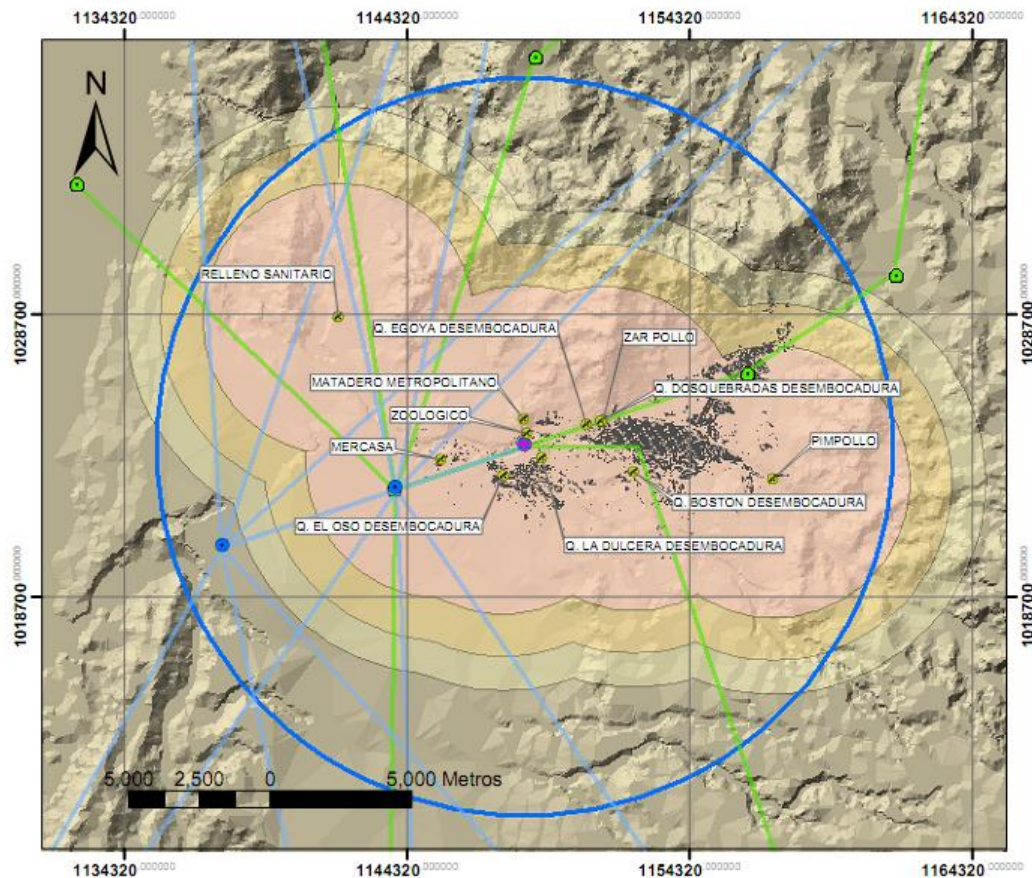 1134320.000000 1144320.000000 1154320.000000 1164320.000000
N
RELLENO SANITARIO
1028700.000000 1028700.000000
Q. EGOYA DESEMBOCADURA
ZAR POLLO
MATADERO METROPOLITANO
Q. DOSQUEBRADAS DESEMBOCADURA
ZOOLOGICO
MERCASA
PIMPOLLO
Q. BOSTON DESEMBOCADURA
Q. EL OSO DESEMBOCADURA
Q. LA DULCERA DESEMBOCADURA
1018700.000000 1018700.000000
5,000 2,500 0 5,000 Metros
1134320.000000 1144320.000000 1154320.000000 1164320.000000